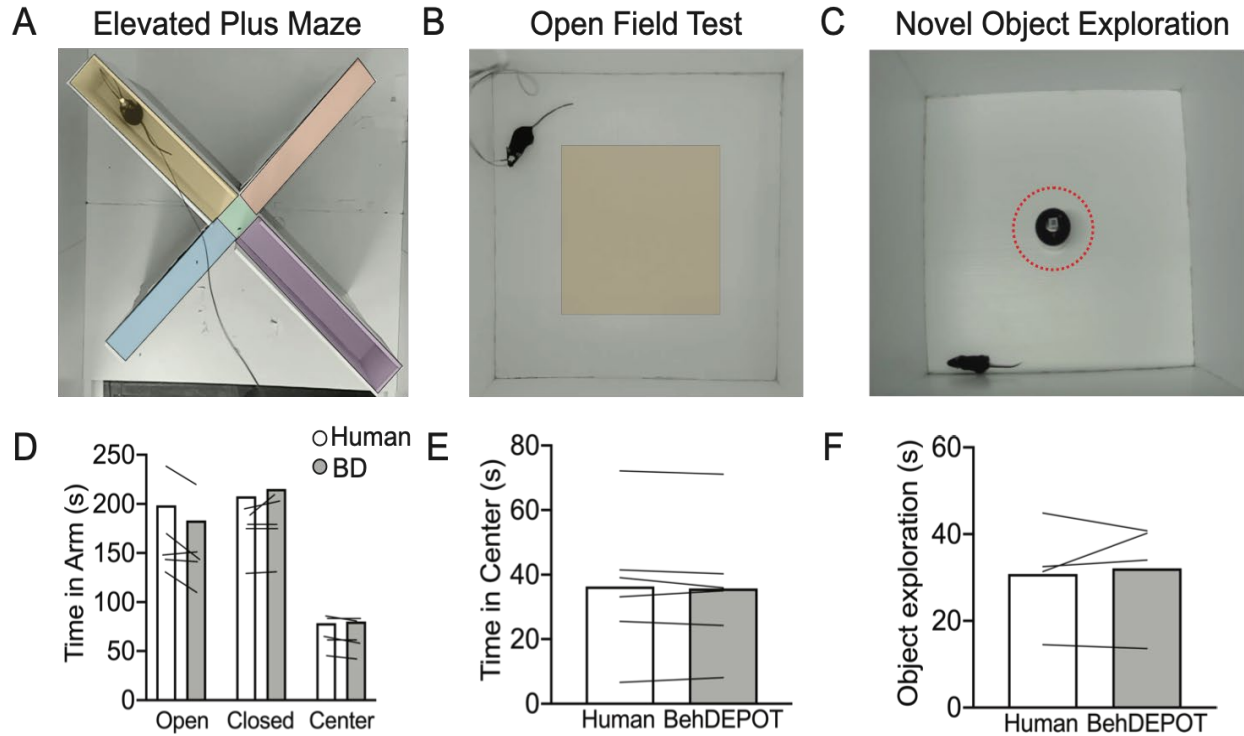 A Elevated Plus Maze
B Open Field Test
C Novel Object Exploration
D
Human
BD
Time in Arm (s)
250
200
150
100
50
0
Open Closed Center
E
Time in Center (s)
80
60
40
20
0
Human BehDEPOT
F
Object exploration (s)
60
40
20
0
Human BehDEPOT